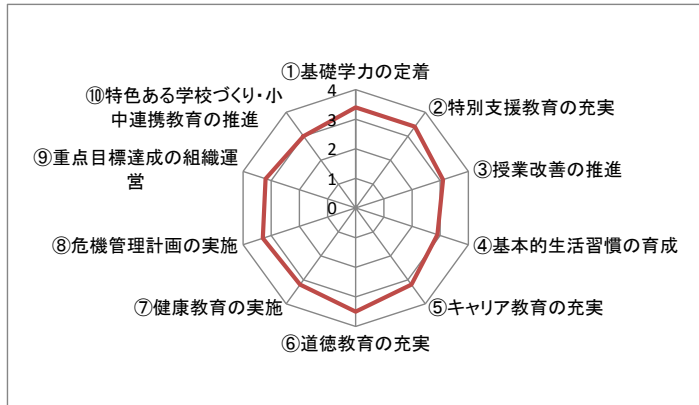 ①基礎学力の定着
②特別支援教育の充実
③授業改善の推進
④基本的生活習慣の育成
⑤キャリア教育の充実
⑥道徳教育の充実
⑦健康教育の実施
⑧危機管理計画の実施
⑨重点目標達成の組織運
営
⑩特色ある学校づくり・小
中連携教育の推進
4
3
2
1
0